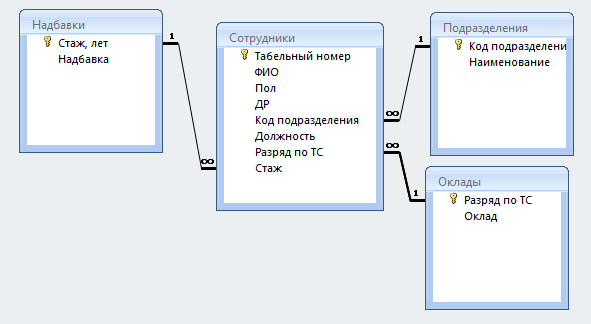 Надбавки
Стаж, лет
Надбавка
1
∞
Сотрудники
Табельный номер
ФИО
Пол
ДР
Код подразделения
Должность
Разряд по ТС
Стаж
∞
∞
1
1
Подразделения
Код подразделени
Наименование
Оклады
Разряд по ТС
Оклад